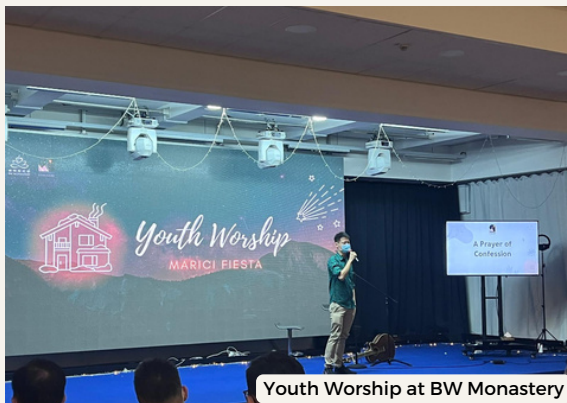 Youth Worship
MARICI FIESTA
A Prayer of
Confession
Youth Worship at BW Monastery